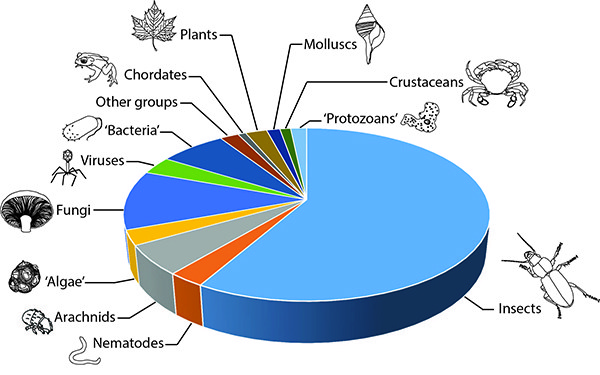 Plants
Molluscs
Chordates
Crustaceans
Other groups
'Protozoans'
'Bacteria'
Viruses
Fungi
'Algae'
Insects
Arachnids
Nematodes